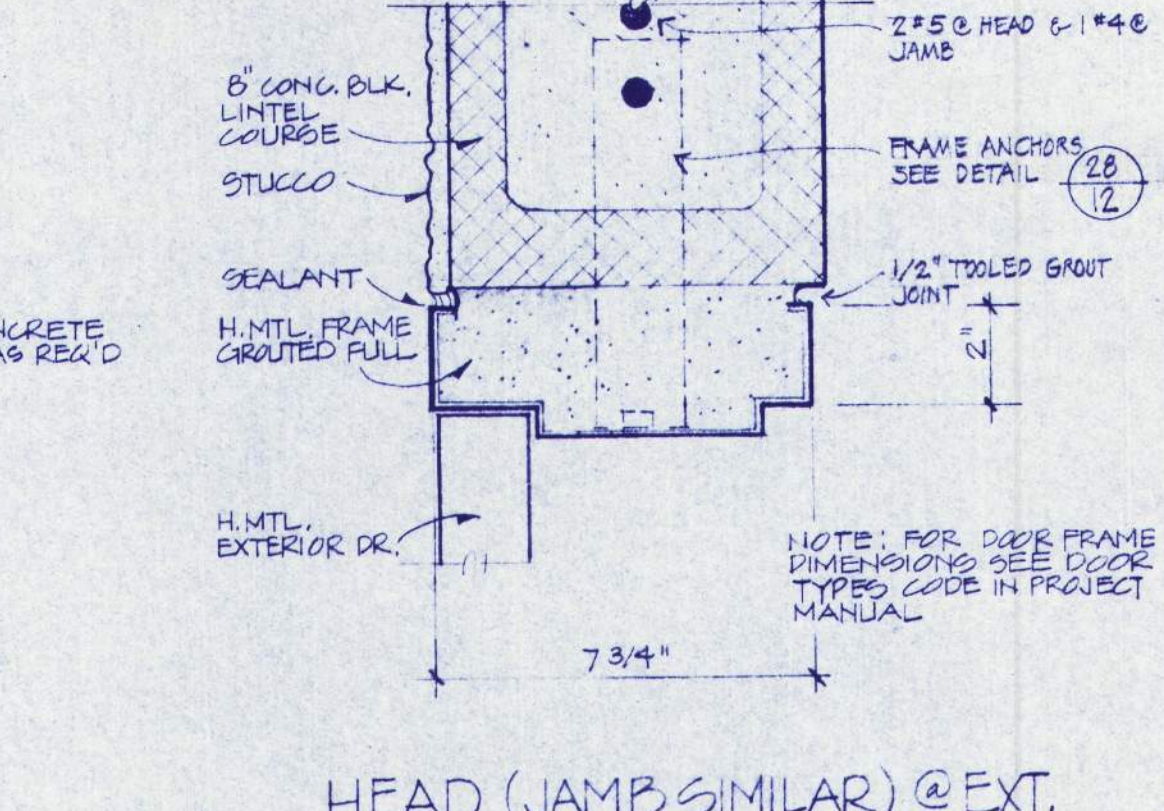 2 #5 @ HEAD & 1 #4 @
JAMB
8" CONC. BLK.
LINTEL
COURSE
FRAME ANCHORS
SEE DETAIL
28
12
STUCCO
SEALANT
1/2" TOOLED GROUT
JOINT
NCRETE
AS REQ'D
H. MTL. FRAME
GROUTED FULL
2"
H. MTL.
EXTERIOR DR.
NOTE: FOR DOOR FRAME
DIMENSIONS SEE DOOR
TYPES CODE IN PROJECT
MANUAL
7 3/4"
HEAD (JAMB SIMILAR) @ EXT.